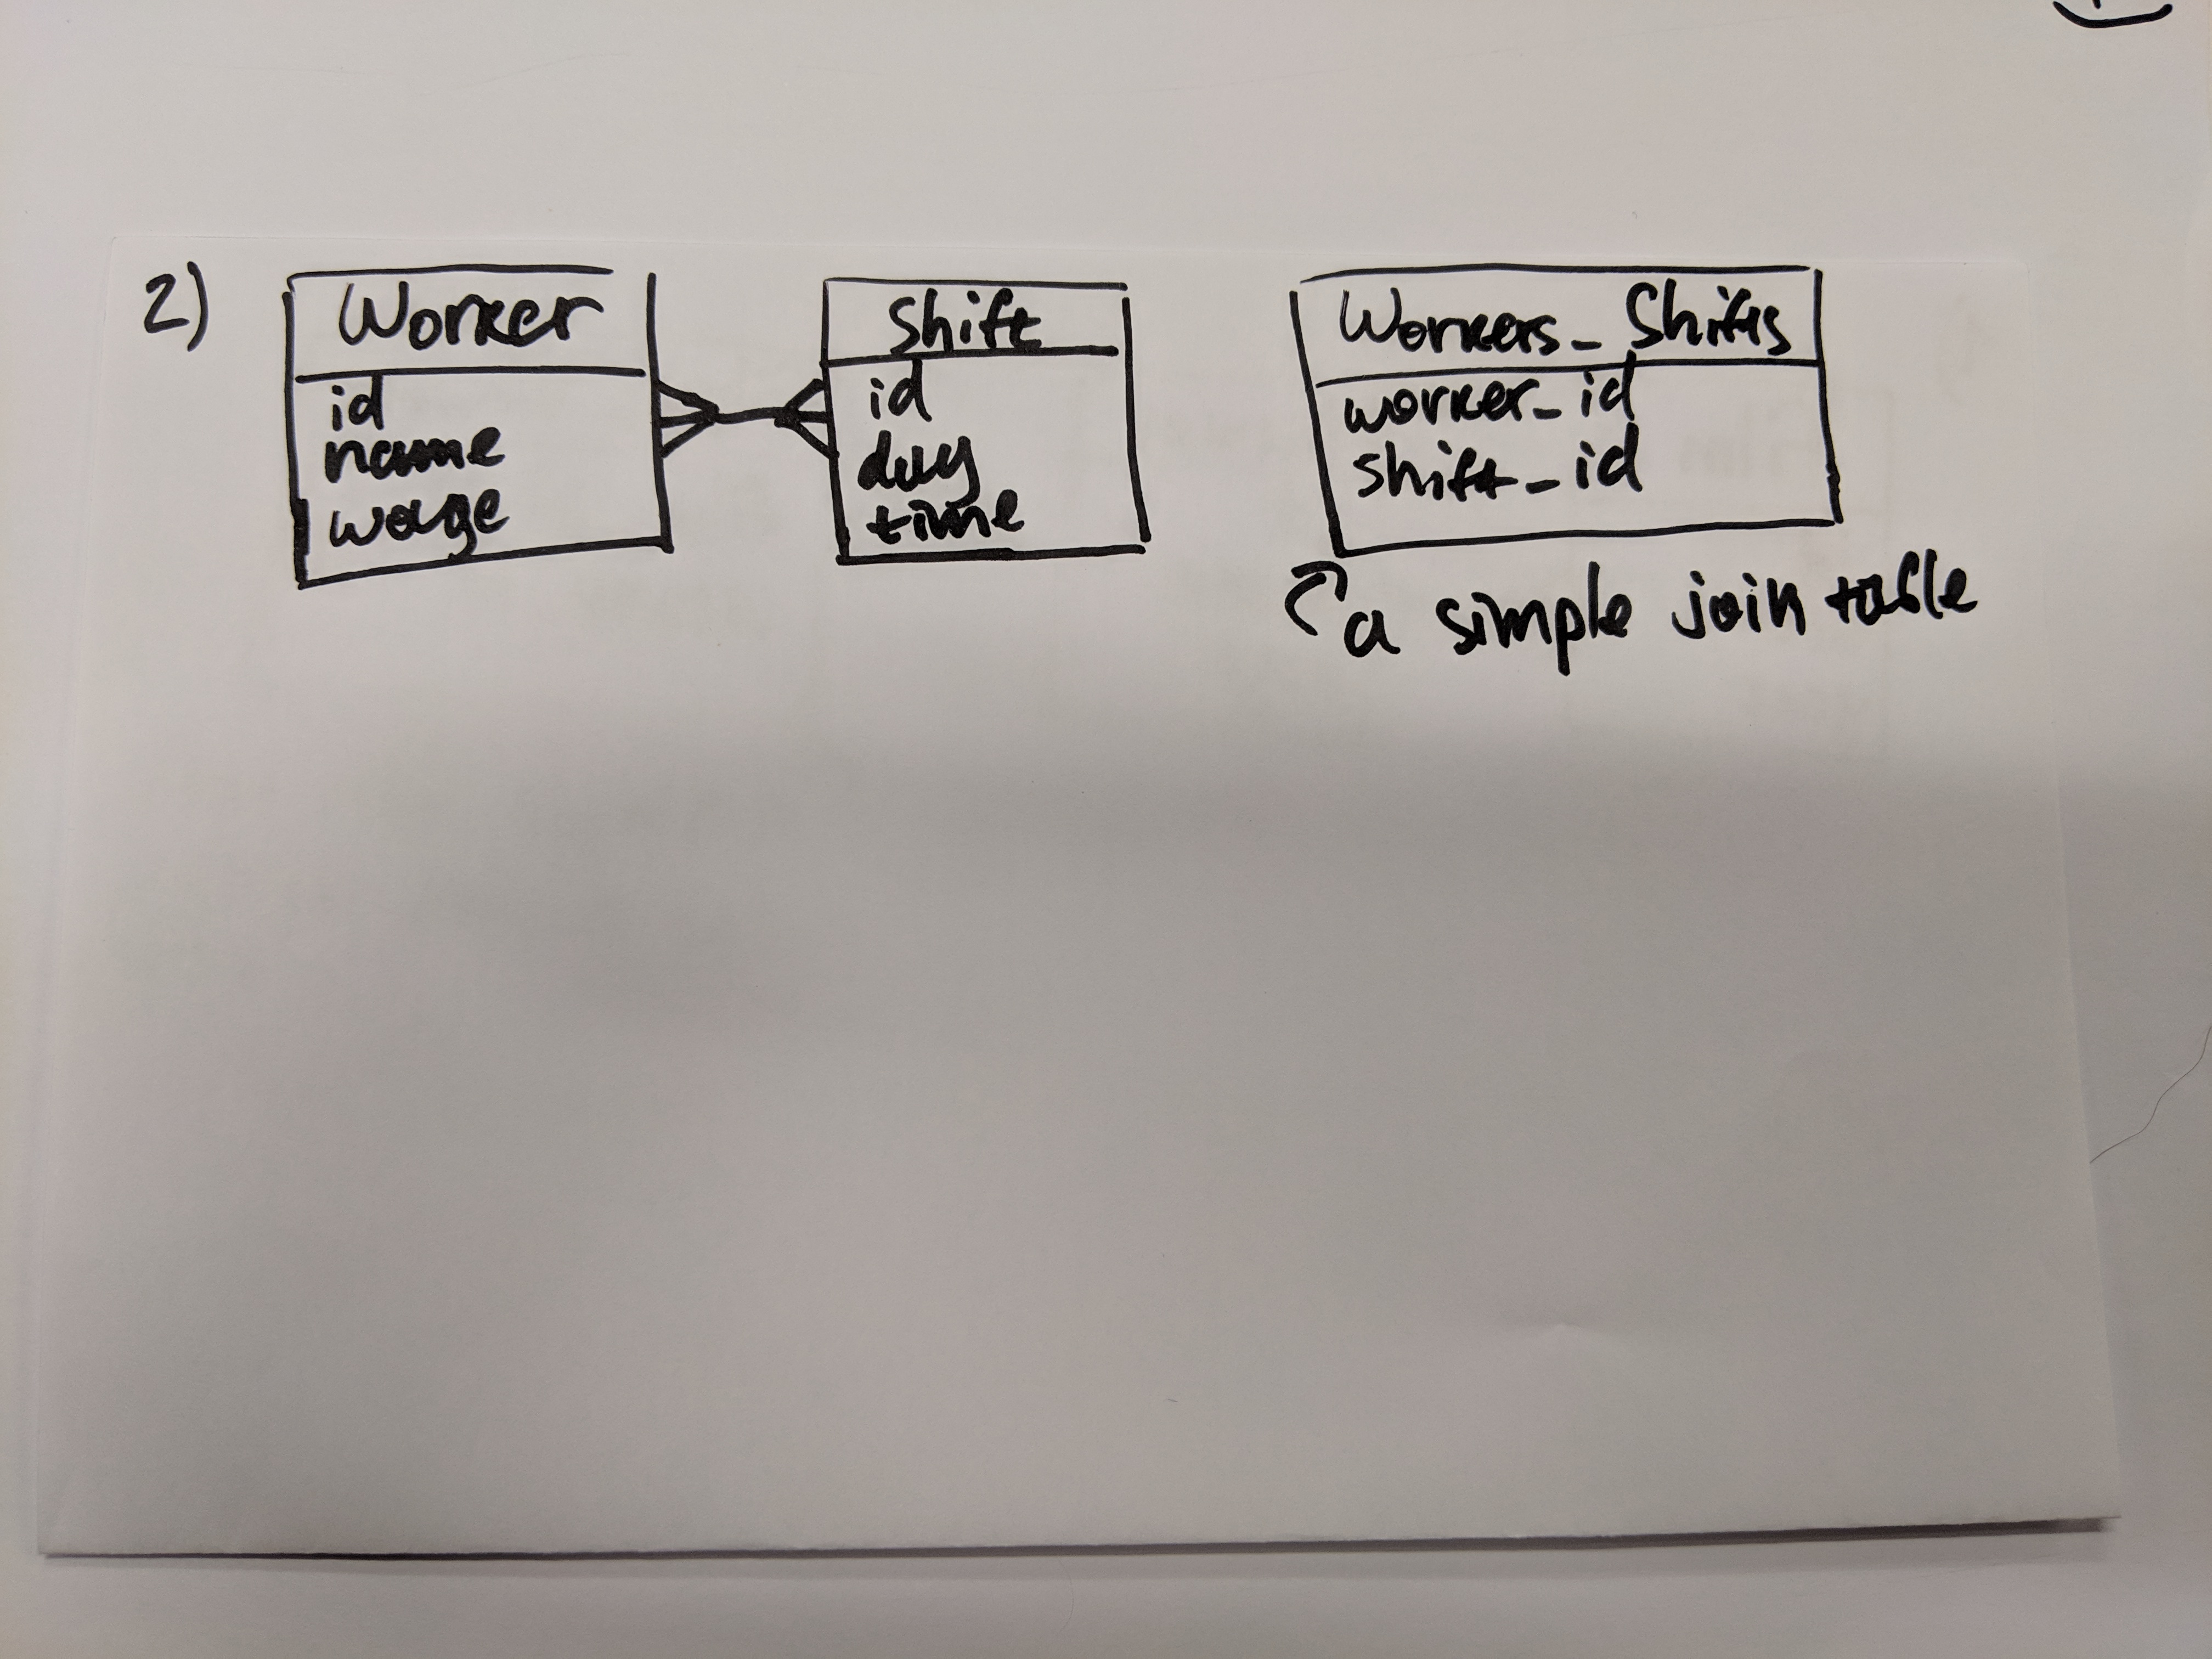 2)
Worker
id
name
wage
Shift
id
day
time
Workers_Shifts
worker_id
shift_id
a simple join table